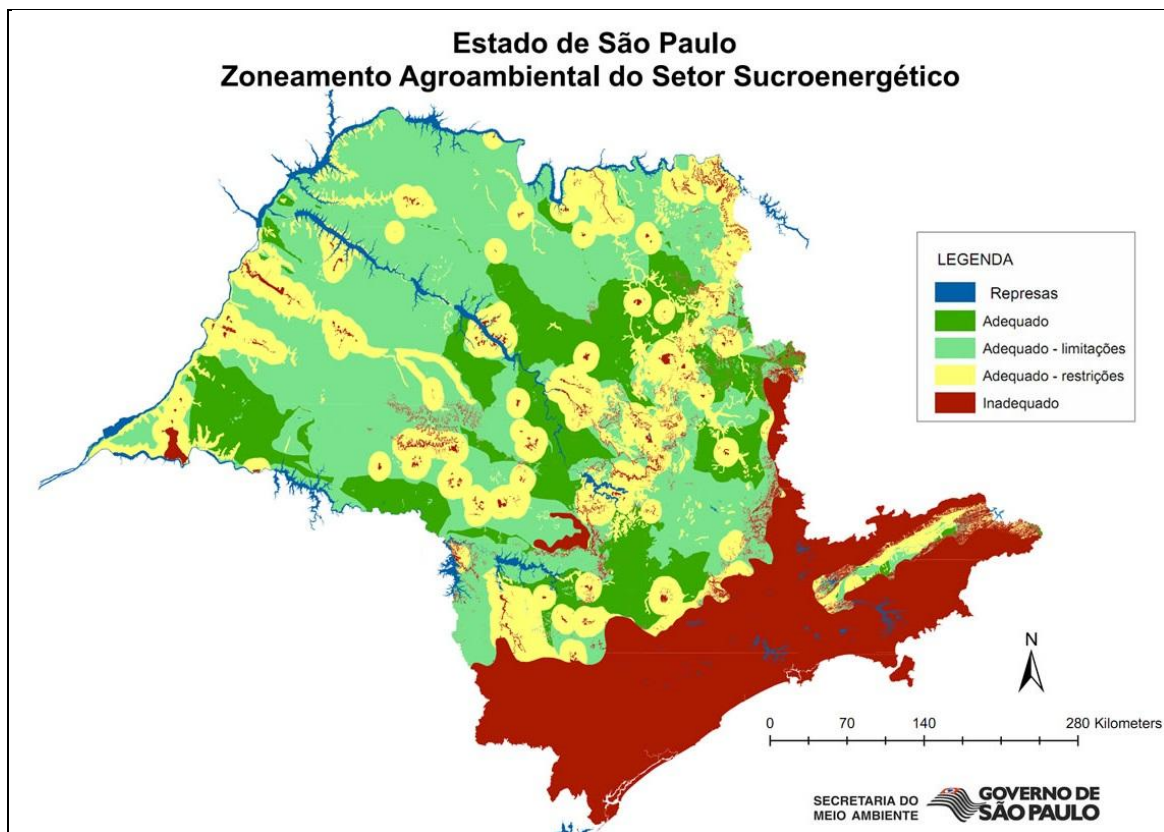 Estado de São Paulo
Zoneamento Agroambiental do Setor Sucroenergético
LEGENDA
Represas
Adequado
Adequado - limitações
Adequado - restrições
Inadequado
N
0 70 140 280 Kilometers
SECRETARIA DO
MEIO AMBIENTE
GOVERNO DE
SÃO PAULO